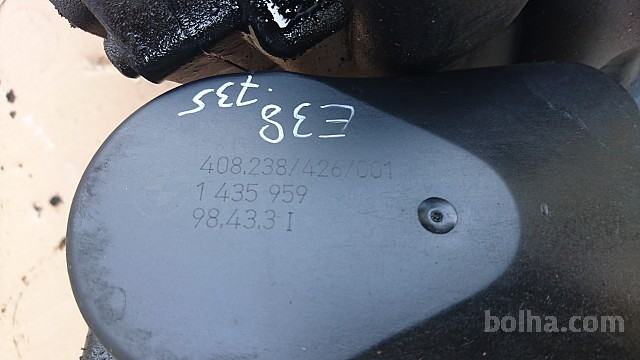 E38
.735
408.238/426/001
1 435 959
98.43.3 I
bolha.com